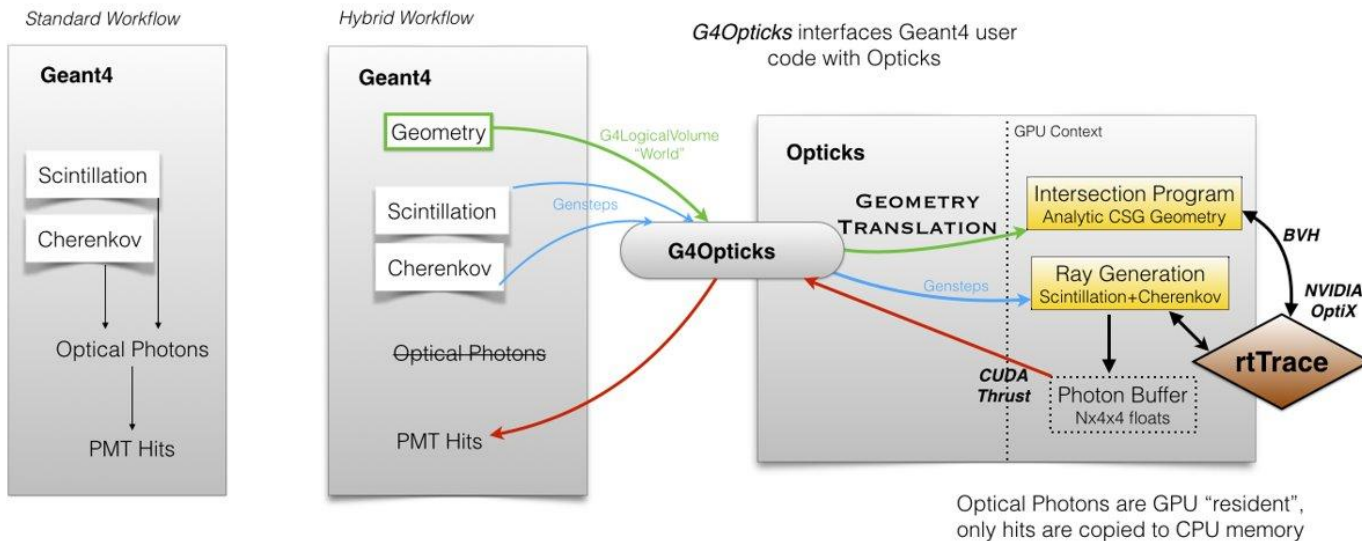 Standard Workflow
Geant4
Scintillation
Cherenkov
Optical Photons
PMT Hits
Hybrid Workflow
Geant4
Geometry
Scintillation
Cherenkov
Optical Photons
PMT Hits
G4LogicalVolume
"World"
Gensteps
G4Opticks interfaces Geant4 user
code with Opticks
G4Opticks
Opticks
GPU Context
GEOMETRY
TRANSLATION
Gensteps
Intersection Program
Analytic CSG Geometry
Ray Generation
Scintillation+Cherenkov
BVH
NVIDIA
OptiX
rtTrace
CUDA
Thrust
Photon Buffer
Nx4x4 floats
Optical Photons are GPU "resident",
only hits are copied to CPU memory